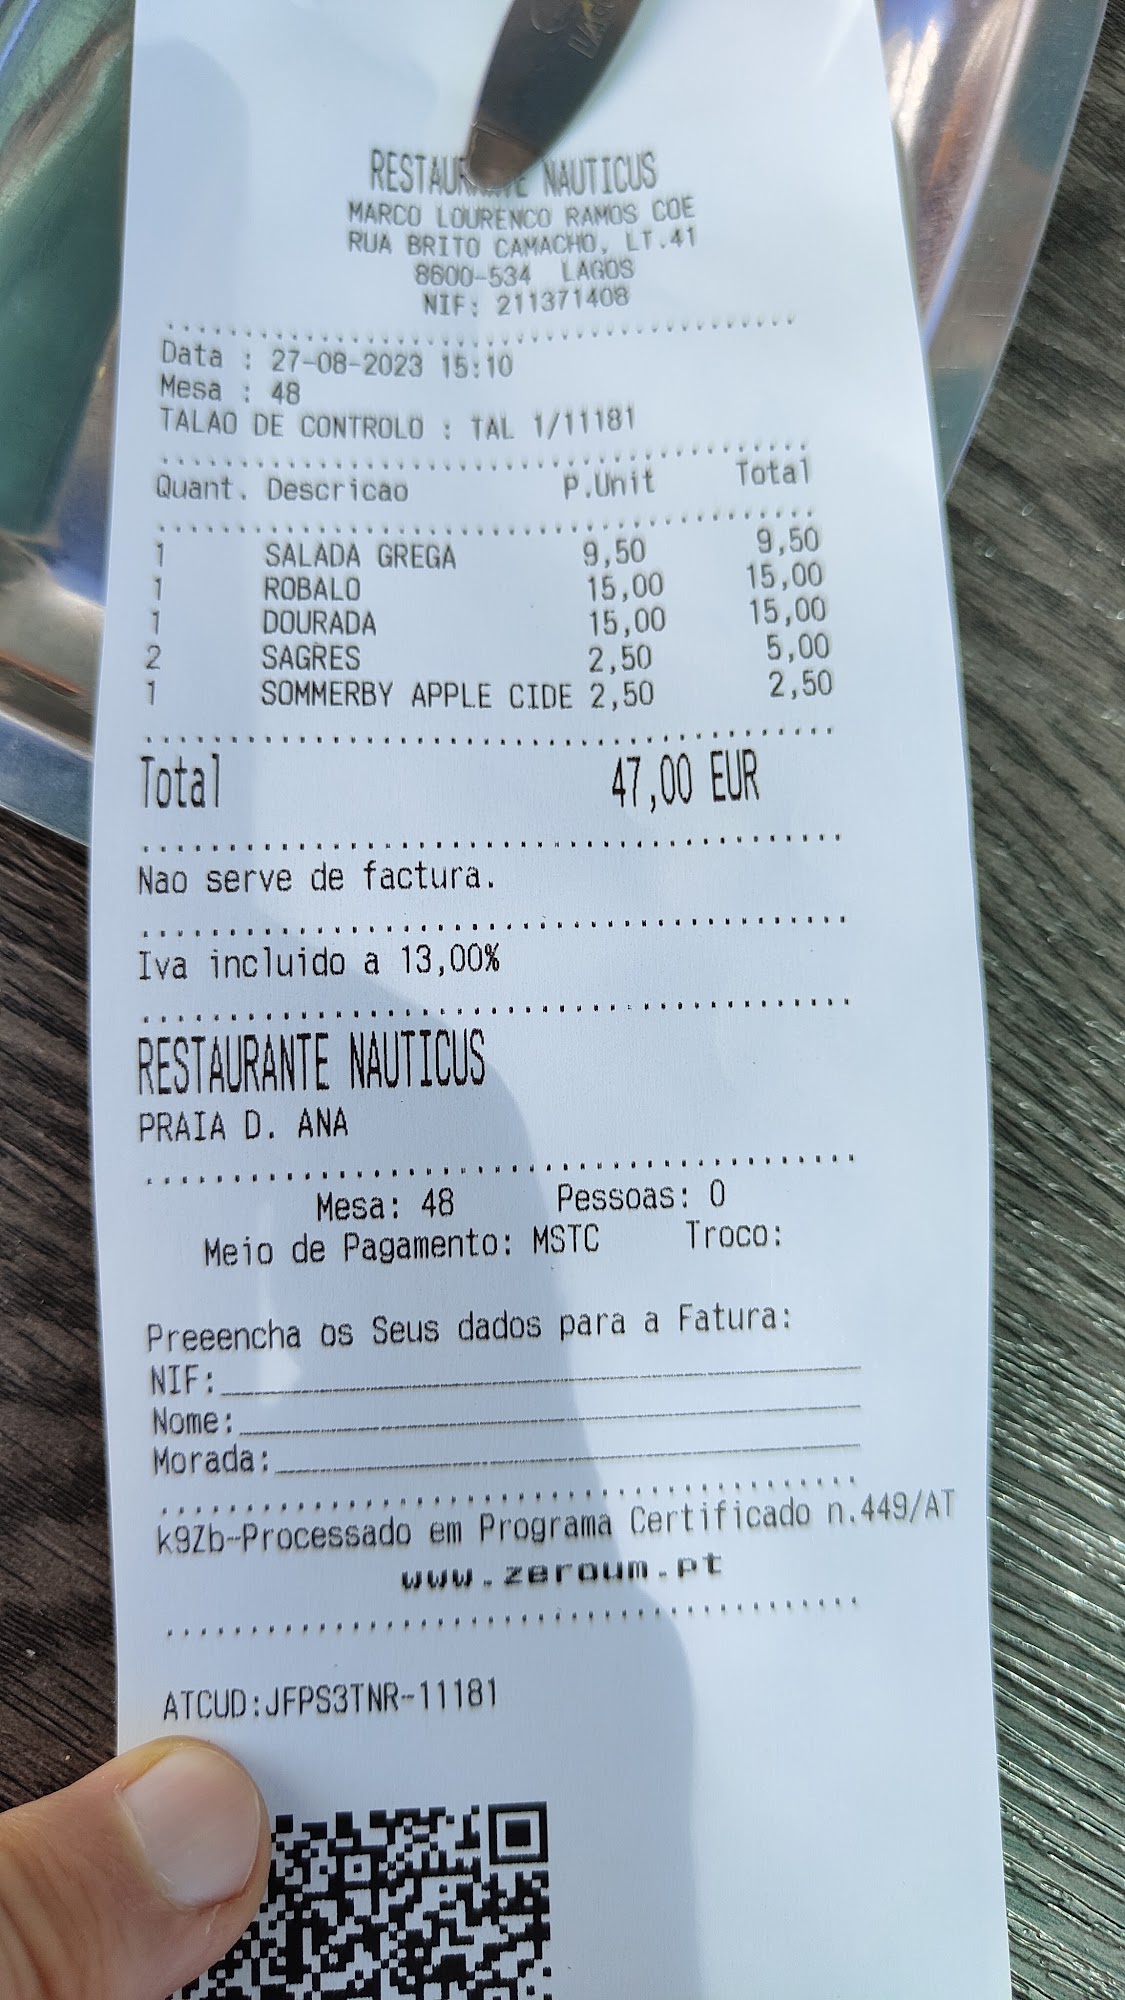 RESTAURANTE NAUTICUS
MARCO LOURENCO RAMOS COE
RUA BRITO CAMACHO, LT.41
8600-534 LAGOS
NIF: 211371408
Data : 27-08-2023 15:10
Mesa : 48
TALAO DE CONTROLO : TAL 1/11181
Quant. Descricao P.Unit Total
1 SALADA GREGA 9,50 9,50
1 ROBALO 15,00 15,00
1 DOURADA 15,00 15,00
2 SAGRES 2,50 5,00
1 SOMMERBY APPLE CIDE 2,50 2,50
Total 47,00 EUR
Nao serve de factura.
Iva incluido a 13,00%
RESTAURANTE NAUTICUS
PRAIA D. ANA
Mesa: 48 Pessoas: 0
Meio de Pagamento: MSTC Troco:
Preeencha os Seus dados para a Fatura:
NIF:
Nome:
Morada:
k9Zb-Processado em Programa Certificado n.449/AT
www.zeroum.pt
ATCUD:JFPS3TNR-11181